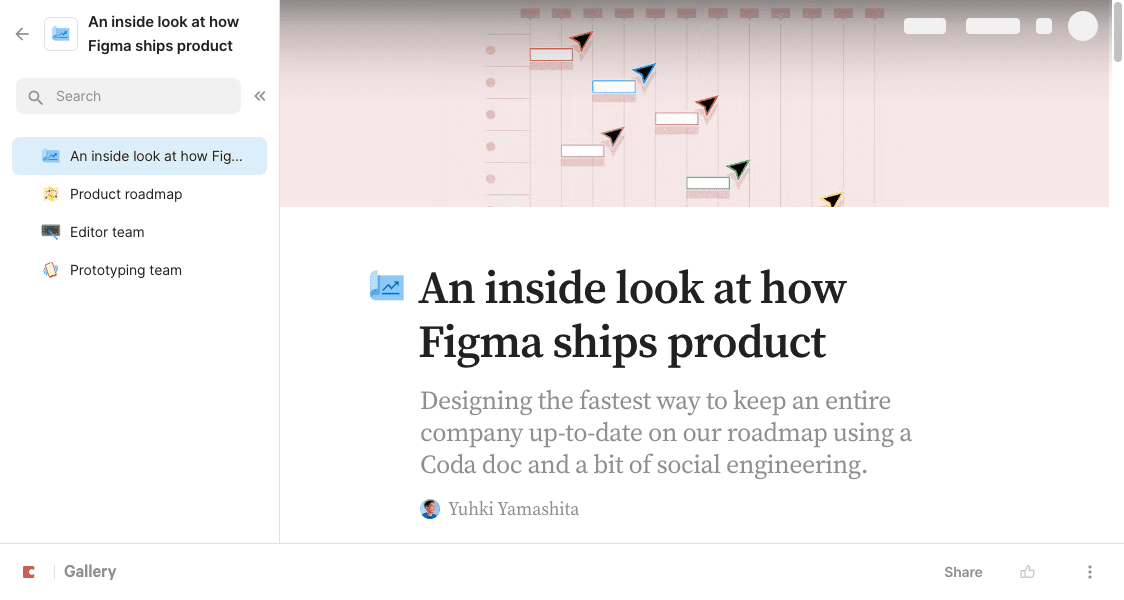 An inside look at how
Figma ships product
Search
An inside look at how Fig...
Product roadmap
Editor team
Prototyping team
An inside look at how
Figma ships product
Designing the fastest way to keep an entire
company up-to-date on our roadmap using a
Coda doc and a bit of social engineering.
Yuhki Yamashita
Gallery
Share